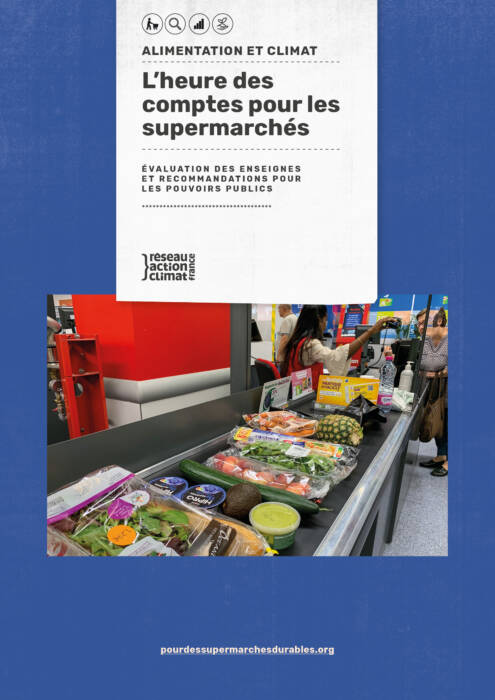 ALIMENTATION ET CLIMAT
L'heure des
comptes pour les
supermarchés
ÉVALUATION DES ENSEIGNES
ET RECOMMANDATIONS POUR
LES POUVOIRS PUBLICS
réseau
action
climat
france
HIPRO
pourdessupermarchesdurables.org